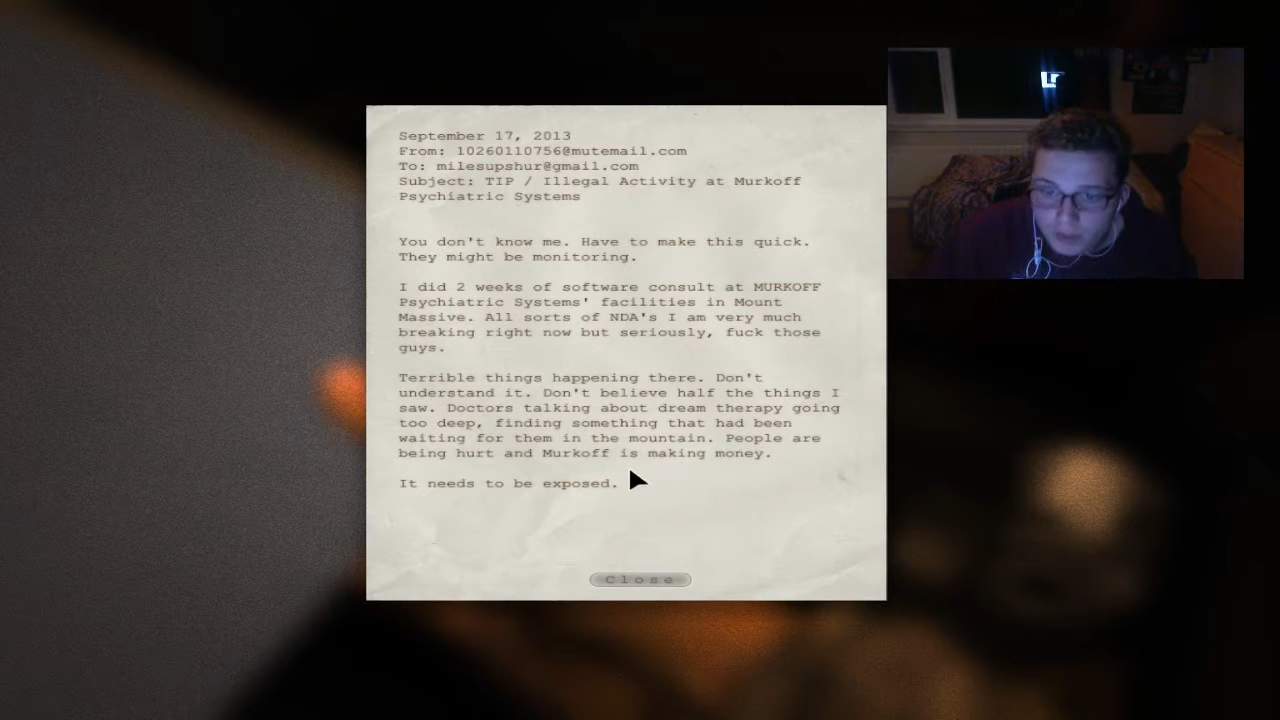 September 17, 2013
From: 10260110756@mutemail.com
To: milesupshur@gmail.com
Subject: TIP / Illegal Activity at Murkoff
Psychiatric Systems
You don't know me. Have to make this quick.
They might be monitoring.
I did 2 weeks of software consult at MURKOFF
Psychiatric Systems' facilities in Mount
Massive. All sorts of NDA's I am very much
breaking right now but seriously, fuck those
guys.
Terrible things happening there. Don't
understand it. Don't believe half the things I
saw. Doctors talking about dream therapy going
too deep, finding something that had been
waiting for them in the mountain. People are
being hurt and Murkoff is making money.
It needs to be exposed.
Close